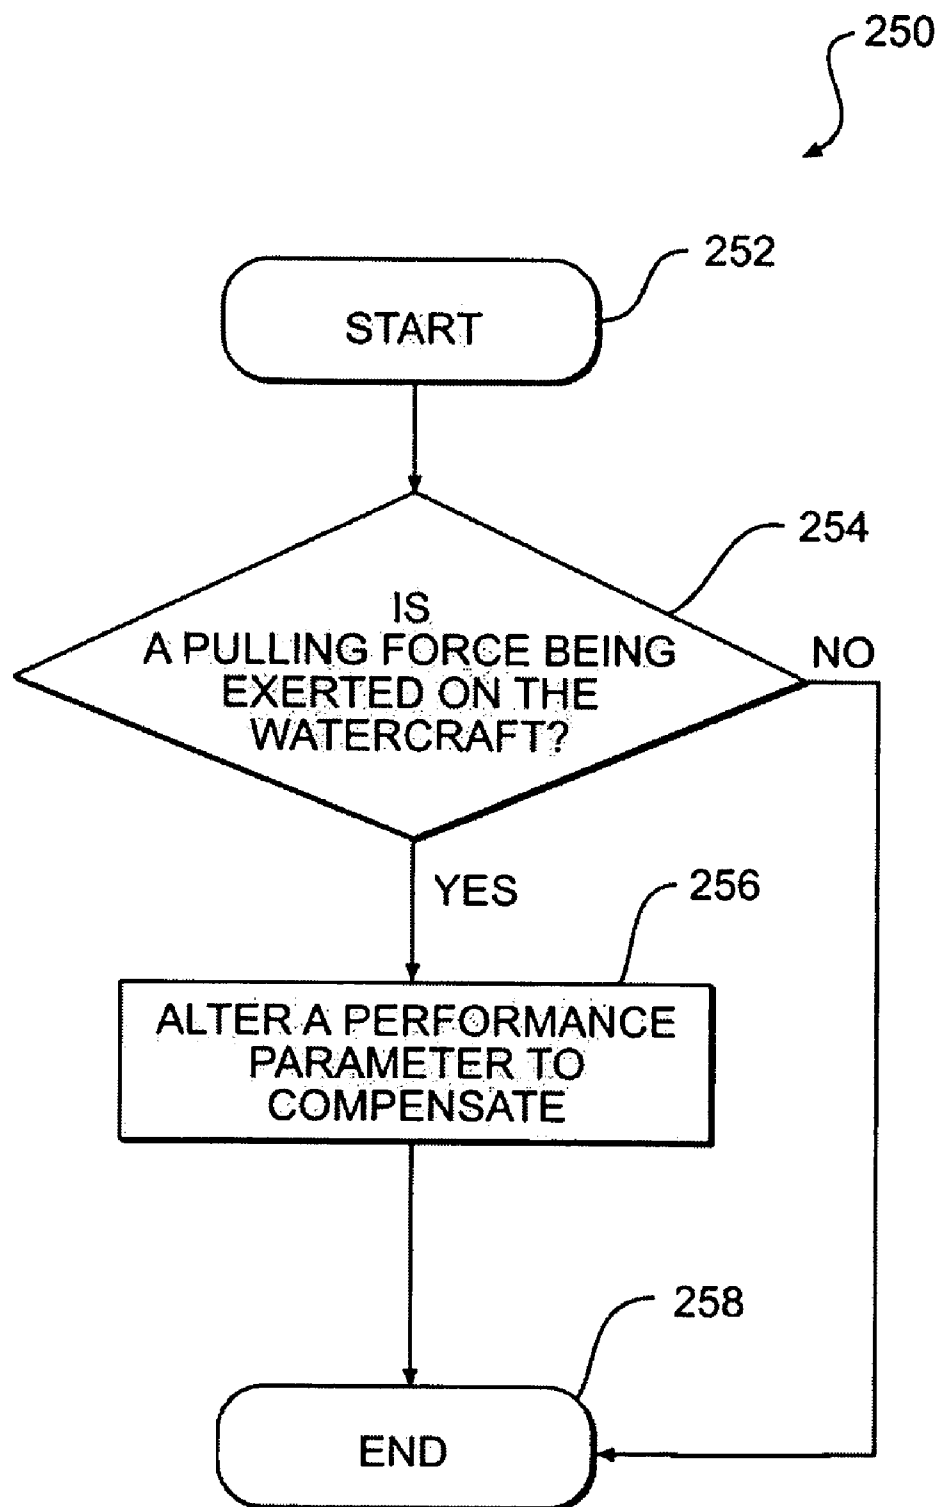 250
252
START
254
IS
A PULLING FORCE BEING
EXERTED ON THE
WATERCRAFT?
NO
YES
256
ALTER A PERFORMANCE
PARAMETER TO
COMPENSATE
258
END